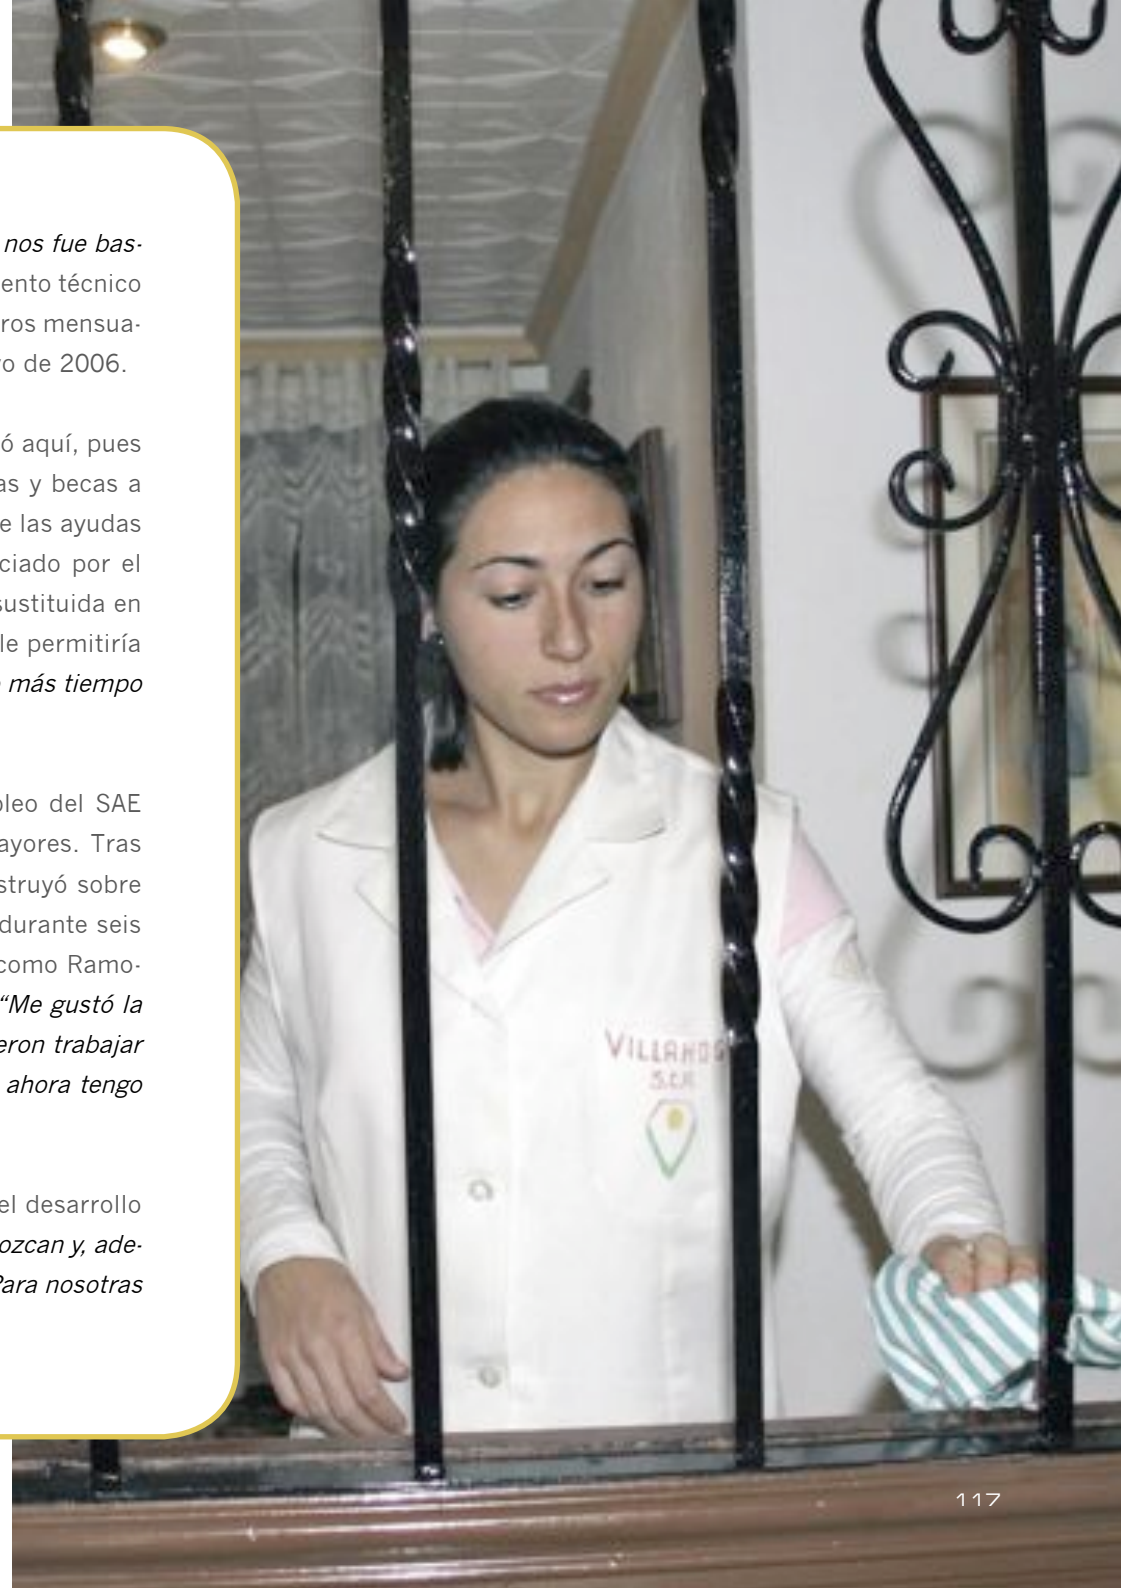 nos fue bas-
ento técnico
ros mensua-
o de 2006.
ó aquí, pues
as y becas a
e las ayudas
ciado por el
sustituida en
le permitiría
más tiempo
oleo del SAE
ayores. Tras
struyó sobre
durante seis
como Ramo-
“Me gustó la
eron trabajar
ahora tengo
el desarrollo
ozcan y, ade-
Para nosotras
VILLAHOG
S.C.A.
117